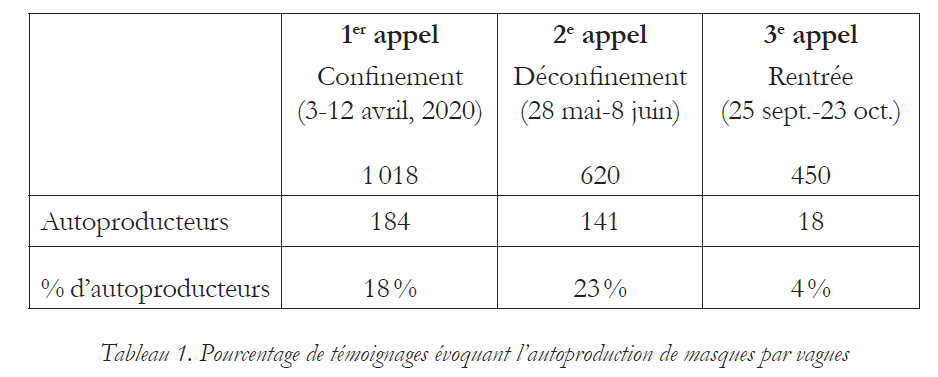 1er appel 2e appel 3e appel
Confinement Déconfinement Rentrée
(3-12 avril, 2020) (28 mai-8 juin) (25 sept.-23 oct.)
1 018 620 450
Autoproducteurs 184 141 18
% d’autoproducteurs 18 % 23 % 4 %
Tableau 1. Pourcentage de témoignages évoquant l’autoproduction de masques par vagues